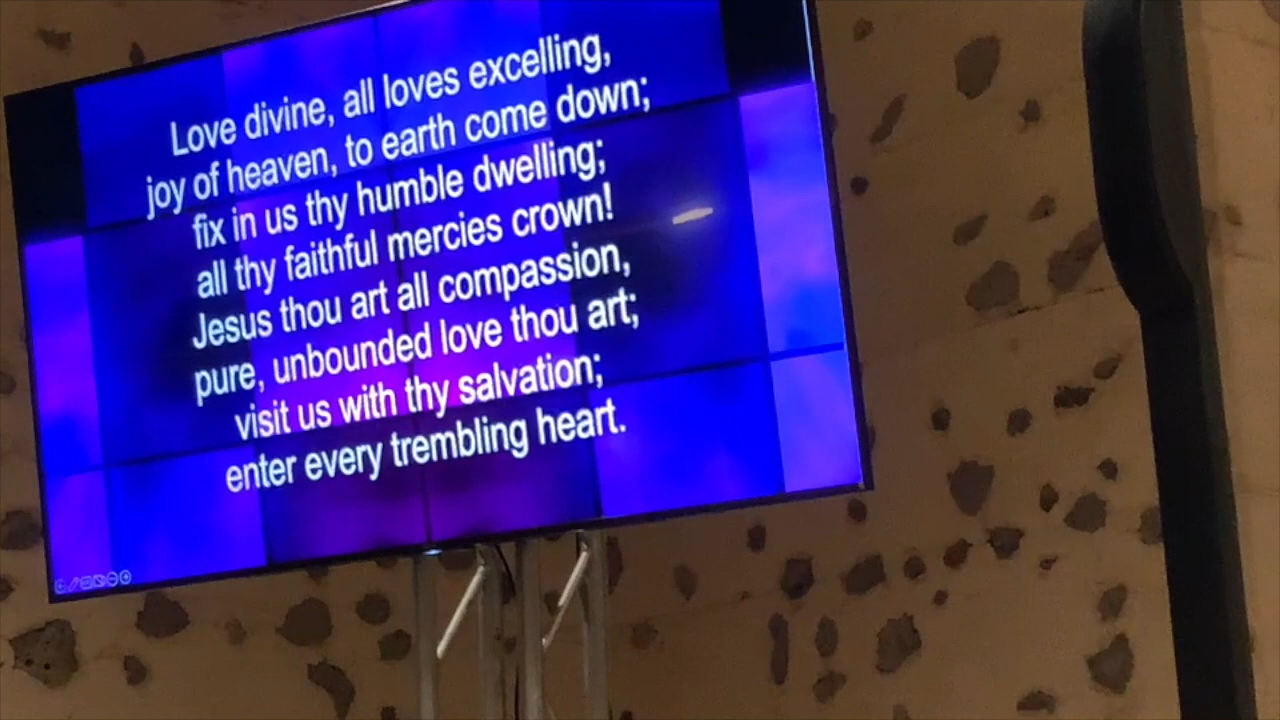 Love divine, all loves excelling,
joy of heaven, to earth come down;
fix in us thy humble dwelling;
all thy faithful mercies crown!
Jesus thou art all compassion,
pure, unbounded love thou art;
visit us with thy salvation;
enter every trembling heart.